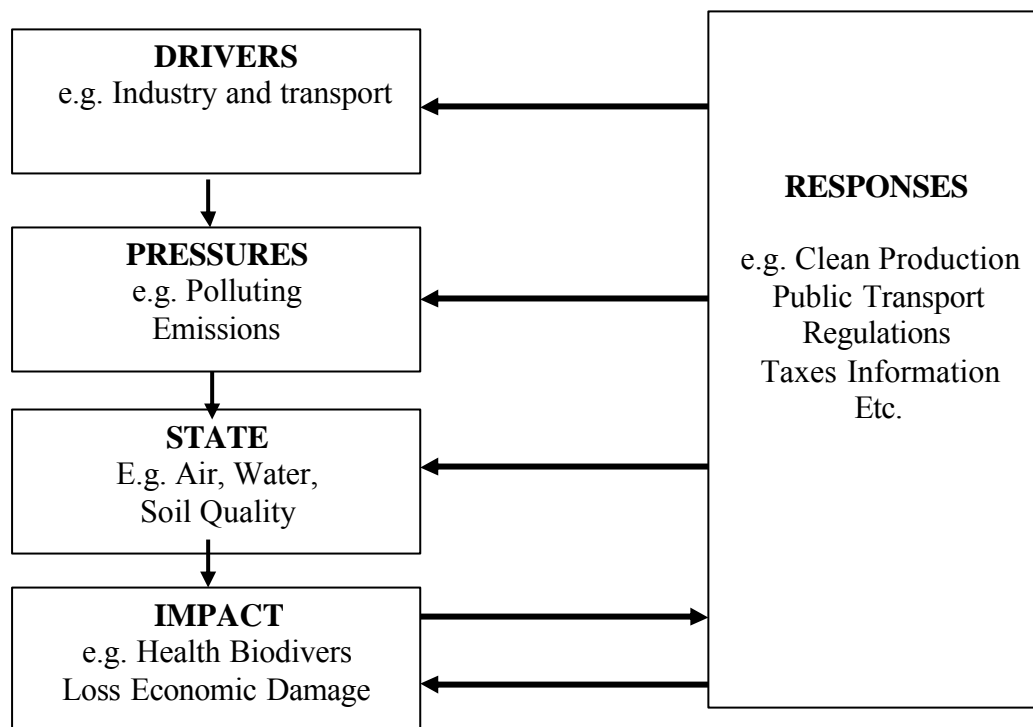 DRIVERS
e.g. Industry and transport
PRESSURES
e.g. Polluting
Emissions
STATE
E.g. Air, Water,
Soil Quality
IMPACT
e.g. Health Biodivers
Loss Economic Damage
RESPONSES
e.g. Clean Production
Public Transport
Regulations
Taxes Information
Etc.